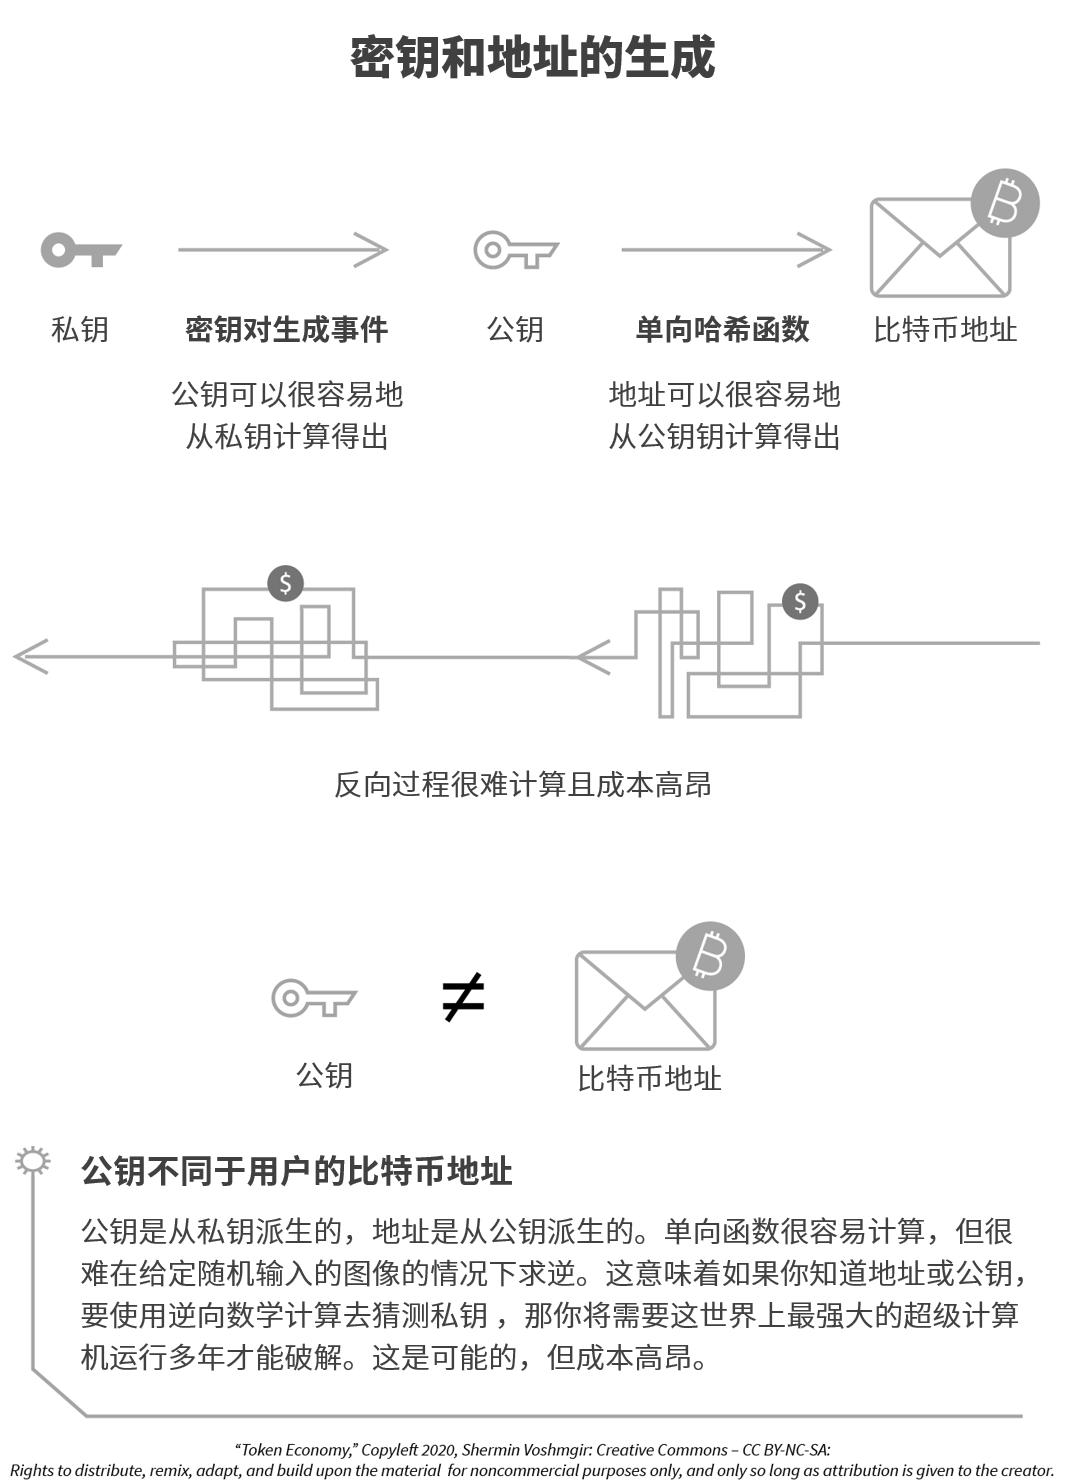 密钥和地址的生成
私钥
密钥对生成事件
公钥
单向哈希函数
比特币地址
公钥可以很容易地
从私钥计算得出
地址可以很容易地
从公钥钥计算得出
$
$
反向过程很难计算且成本高昂
≠
公钥
比特币地址
公钥不同于用户的比特币地址
公钥是从私钥派生的，地址是从公钥派生的。单向函数很容易计算，但很
难在给定随机输入的图像的情况下求逆。这意味着如果你知道地址或公钥，
要使用逆向数学计算去猜测私钥 ，那你将需要这世界上最强大的超级计算
机运行多年才能破解。这是可能的，但成本高昂。
“Token Economy,” Copyleft 2020, Shermin Voshmgir: Creative Commons – CC BY-NC-SA:
Rights to distribute, remix, adapt, and build upon the material for noncommercial purposes only, and only so long as attribution is given to the creator.